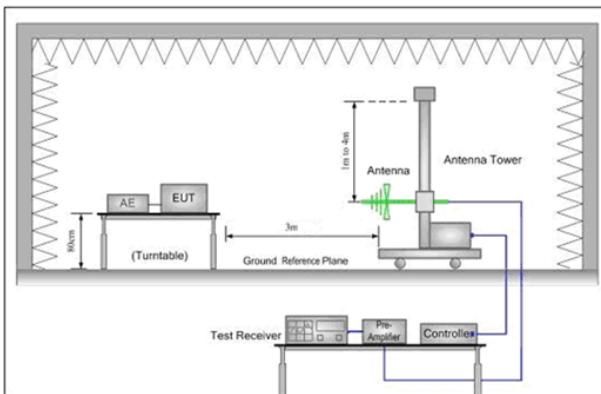 1m to 4m
Antenna
Antenna Tower
AE
EUT
80cm
(Turntable)
3m
Ground Reference Plane
Test Receiver
Pre-
Amplifier
Controller